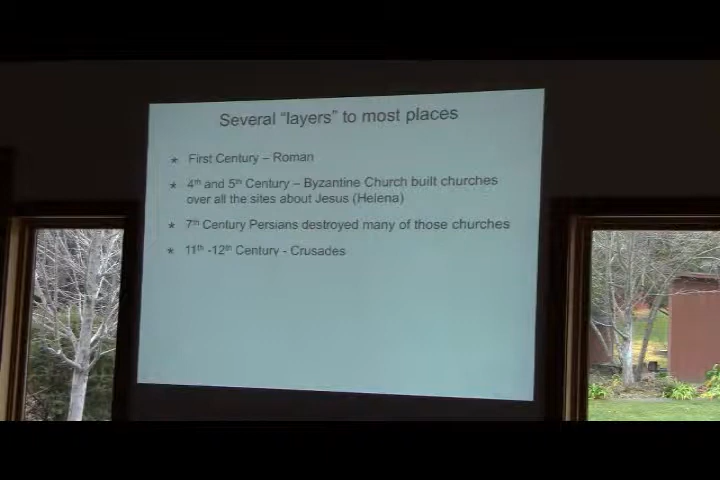 Several “layers” to most places
* First Century – Roman
* 4th and 5th Century – Byzantine Church built churches
over all the sites about Jesus (Helena)
* 7th Century Persians destroyed many of those churches
* 11th -12th Century - Crusades